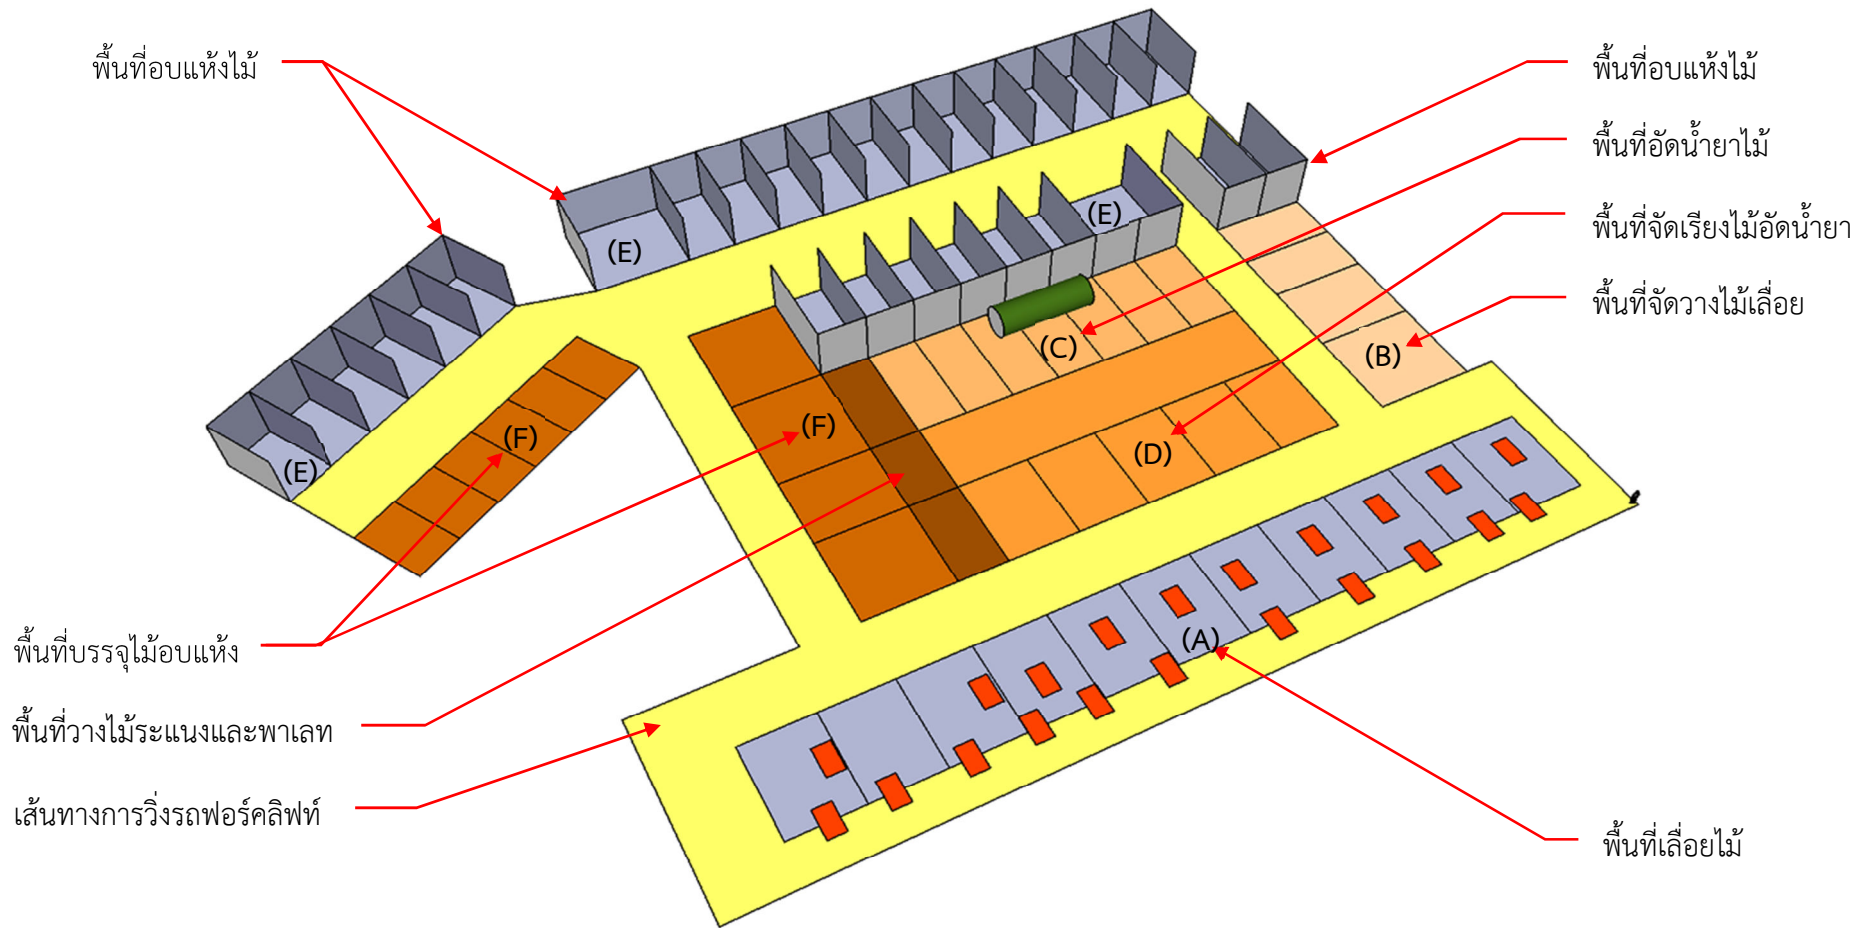 พื้นที่อบแห้งไม้
พื้นที่อบแห้งไม้
พื้นที่อัดน้ำยาไม้
พื้นที่จัดเรียงไม้อัดน้ำยา
(E)
(E)
พื้นที่จัดวางไม้เลื่อย
(C)
(B)
(F)
(F)
(D)
(E)
พื้นที่บรรจุไม้อบแห้ง
(A)
พื้นที่วางไม้ระแนงและพาเลท
เส้นทางการวิ่งรถฟอร์คลิฟท์
พื้นที่เลื่อยไม้